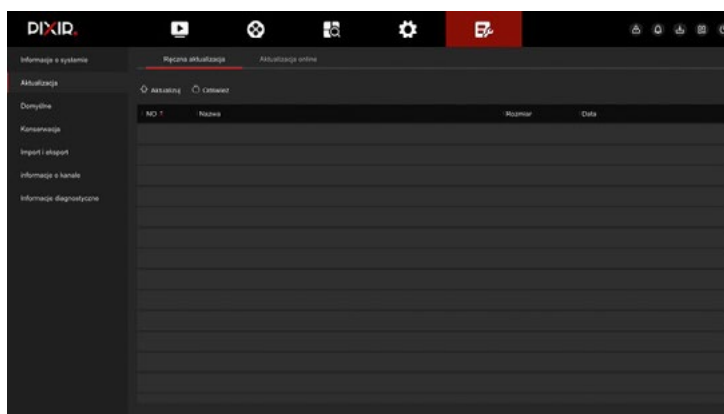 PIXIR.
Informacje o systemie
Ręczna aktualizacja
Aktualizacja online
Aktualizacja
Aktualizuj
Odśwież
Domyślne
NO
Nazwa
Rozmiar
Data
Konserwacja
Import i eksport
informacje o kanale
Informacje diagnostyczne